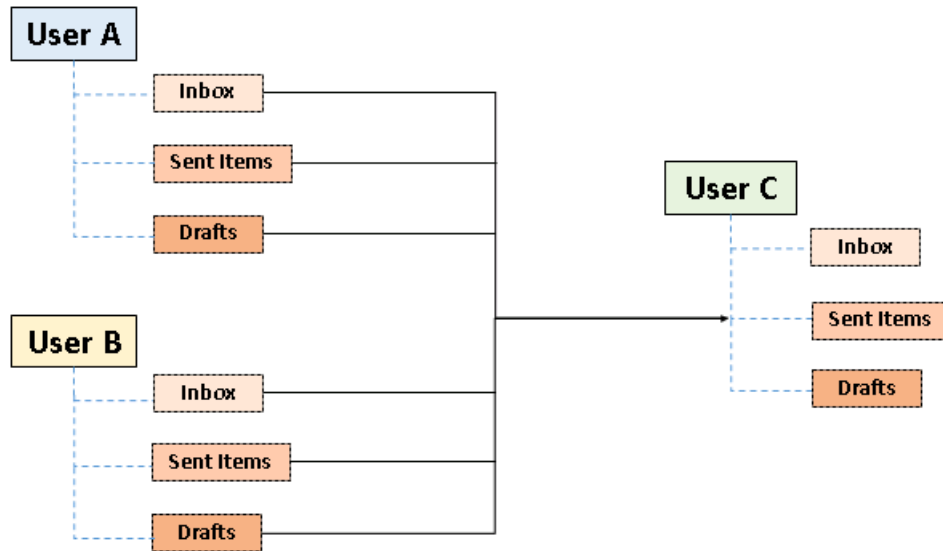 User A
Inbox
Sent Items
Drafts
User B
Inbox
Sent Items
Drafts
User C
Inbox
Sent Items
Drafts